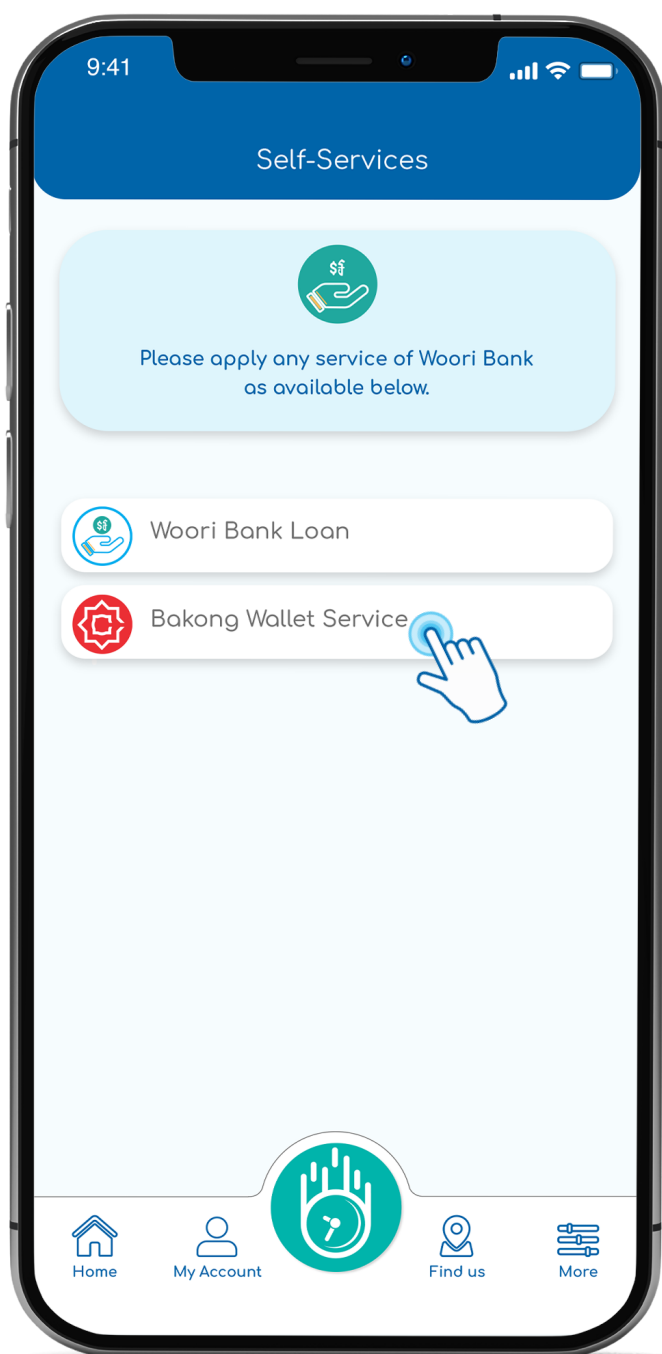 9:41
Self-Services
Please apply any service of Woori Bank
as available below.
Woori Bank Loan
Bakong Wallet Service
Home
My Account
Find us
More